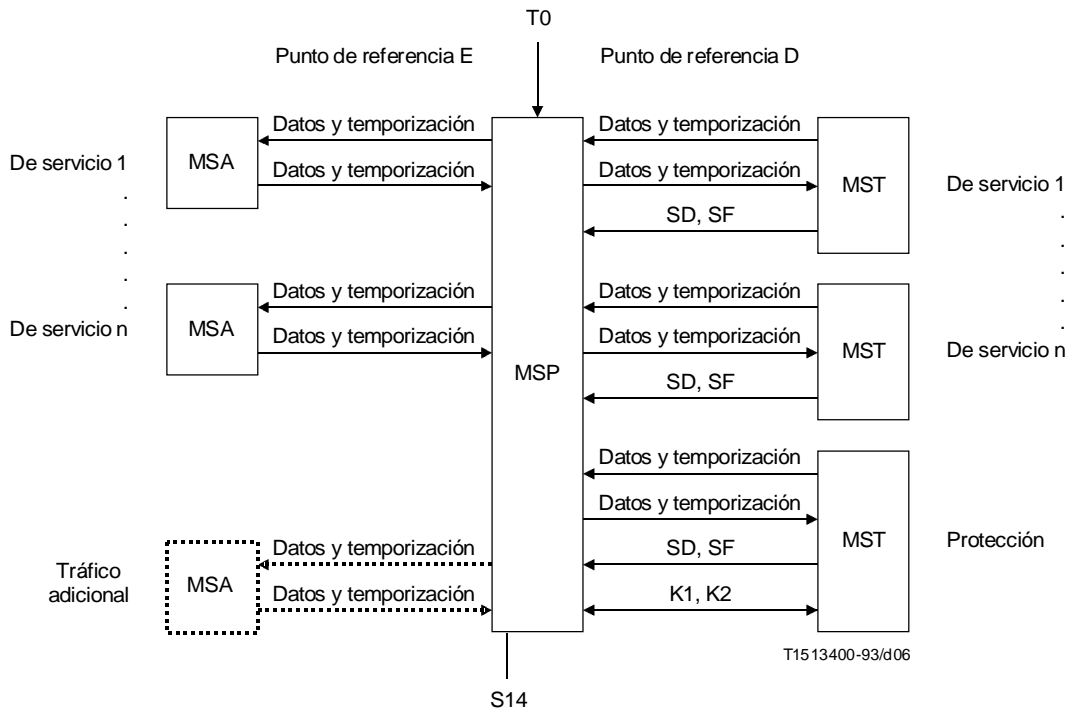 T0
Punto de referencia E
Punto de referencia D
Datos y temporización
Datos y temporización
De servicio 1
MSA
Datos y temporización
Datos y temporización
MST
De servicio 1
SD, SF
.
.
.
.
.
.
.
.
.
.
Datos y temporización
Datos y temporización
De servicio n
MSA
Datos y temporización
Datos y temporización
MST
De servicio n
MSP
SD, SF
Datos y temporización
Datos y temporización
MST
Protección
Datos y temporización
SD, SF
Tráfico
adicional
MSA
Datos y temporización
K1, K2
T1513400-93/d06
S14